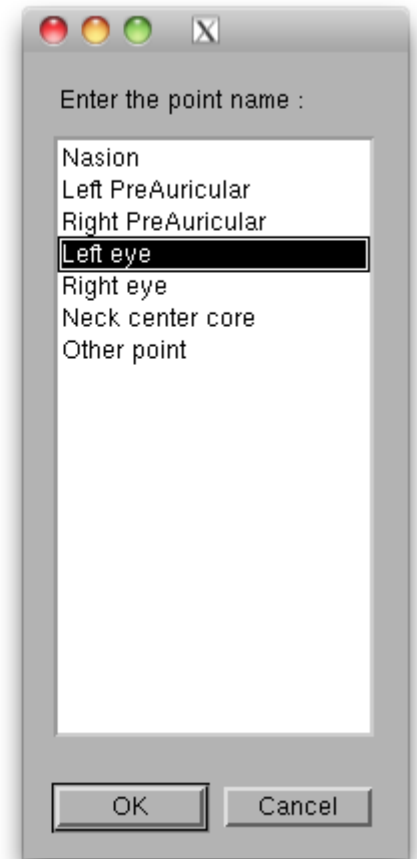 X
Enter the point name :
Nasion
Left PreAuricular
Right PreAuricular
Left eye
Right eye
Neck center core
Other point
OK
Cancel